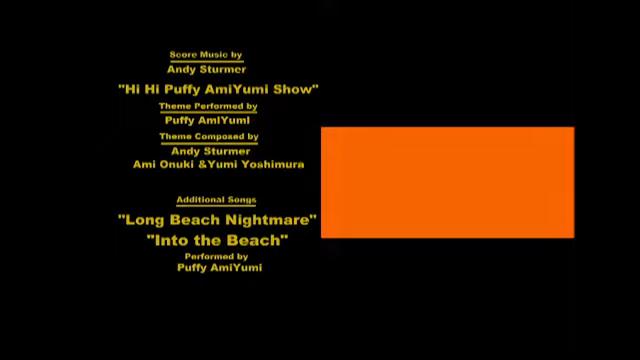 Score Music by
Andy Sturmer
"Hi Hi Puffy AmiYumi Show"
Theme Performed by
Puffy AmiYumi
Theme Composed by
Andy Sturmer
Ami Onuki &Yumi Yoshimura
Additional Songs
"Long Beach Nightmare"
"Into the Beach"
Performed by
Puffy AmiYumi